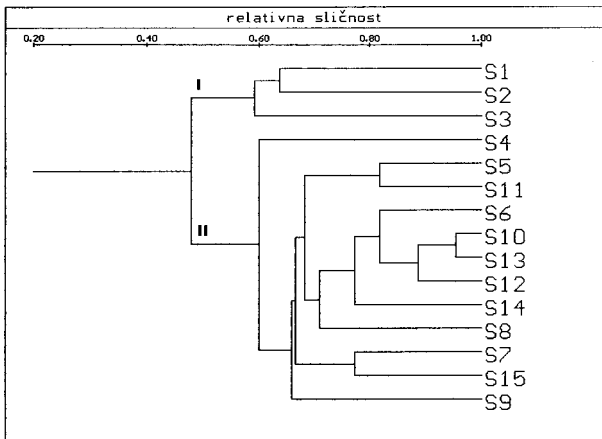 relativna sličnost
0.20 0.40 0.60 0.80 1.00
I
S1
S2
S3
S4
S5
S11
S6
II
S10
S13
S12
S14
S8
S7
S15
S9